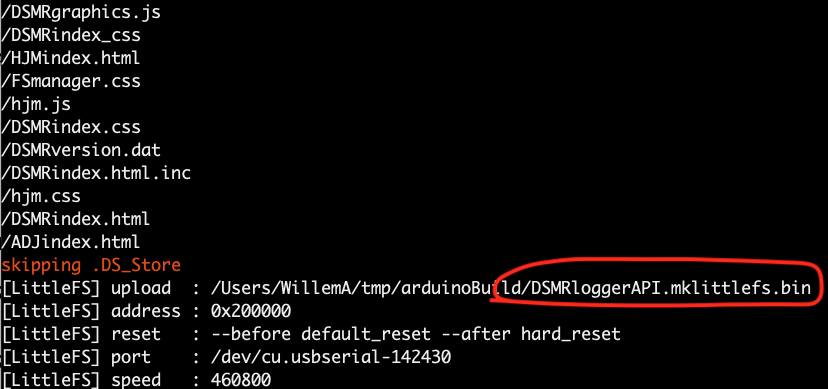 /DSMRgraphics.js
/DSMRindex_css
/HJMindex.html
/FSmanager.css
/hjm.js
/DSMRindex.css
/DSMRversion.dat
/DSMRindex.html.inc
/hjm.css
/DSMRindex.html
/ADJindex.html
skipping .DS_Store
[LittleFS] upload  : /Users/WillemA/tmp/arduinoBuild/DSMRloggerAPI.mklittlefs.bin
[LittleFS] address : 0x200000
[LittleFS] reset   : --before default_reset --after hard_reset
[LittleFS] port    : /dev/cu.usbserial-142430
[LittleFS] speed   : 460800